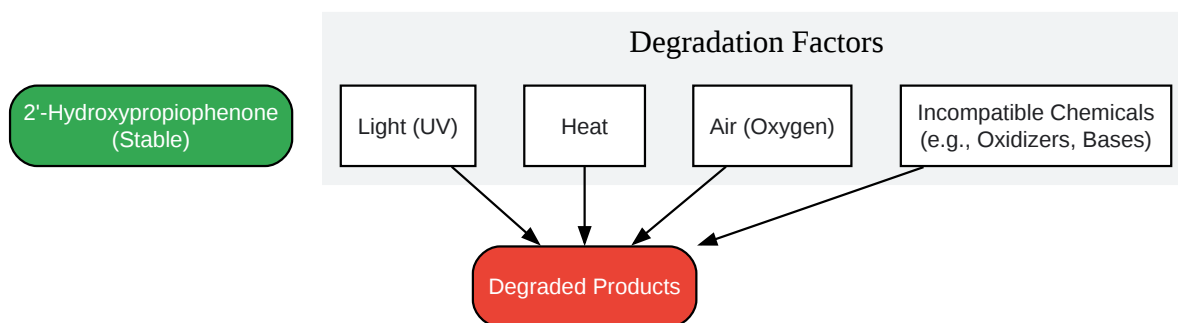 Degradation Factors
2'-Hydroxypropiophenone
(Stable)
Light (UV)
Heat
Air (Oxygen)
Incompatible Chemicals
(e.g., Oxidizers, Bases)
Degraded Products